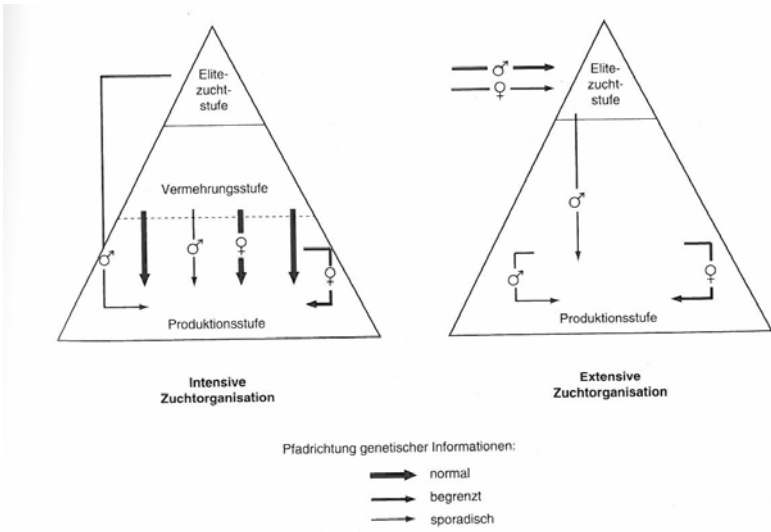 Elite-
zucht-
stufe
Vermehrungsstufe
♂
♂
♀
♀
Produktionsstufe
Intensive
Zuchtorganisation
♂
♀
Elite-
zucht-
stufe
♂
♂
♀
Produktionsstufe
Extensive
Zuchtorganisation
Pfadrichtung genetischer Informationen:
normal
begrenzt
sporadisch